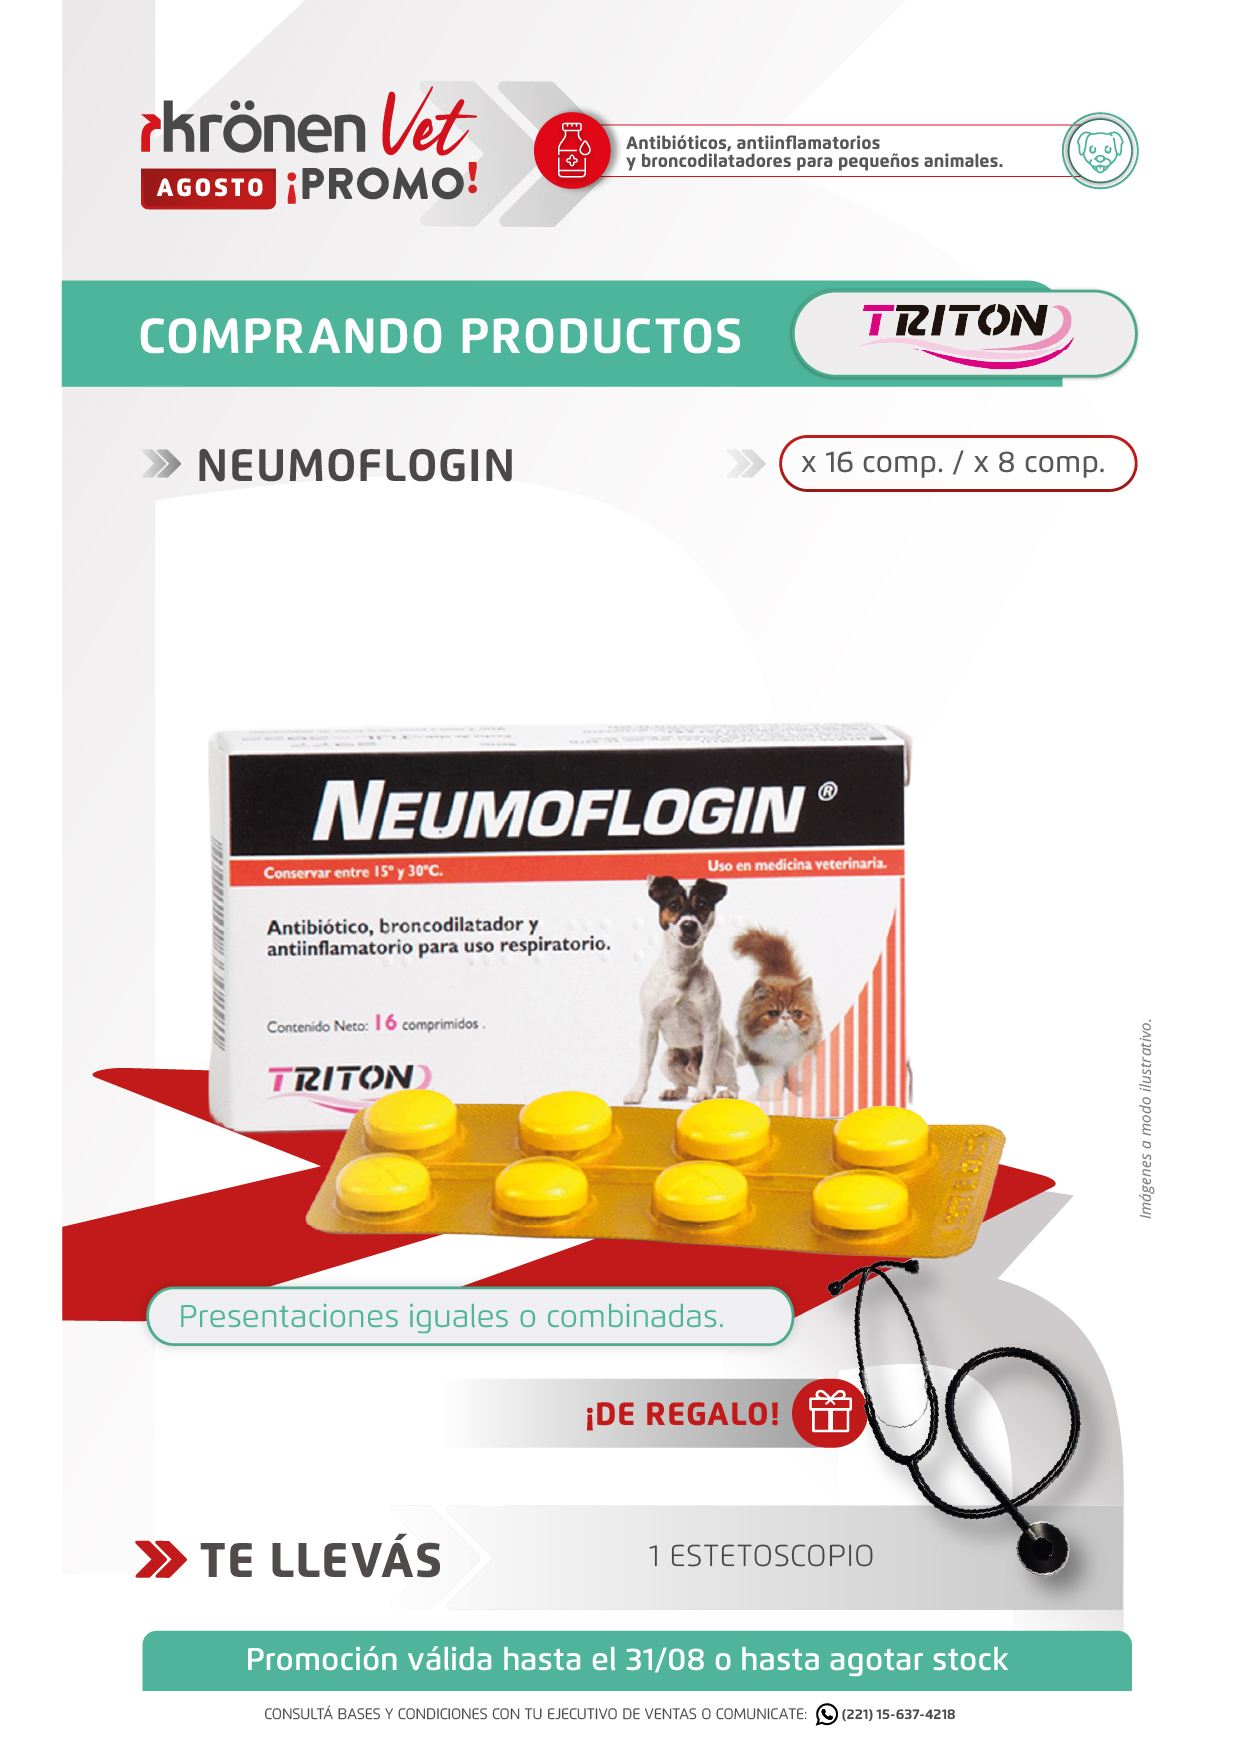 krönen Vet
AGOSTO ¡PROMO!
Antibióticos, antiinflamatorios
y broncodilatadores para pequeños animales.
COMPRANDO PRODUCTOS
TRITON
NEUMOFLOGIN
x 16 comp. / x 8 comp.
NEUMOFLOGIN ®
Conservar entre 15º y 30ºC.
Uso en medicina veterinaria.
Antibiótico, broncodilatador y
antiinflamatorio para uso respiratorio.
Contenido Neto: 16 comprimidos .
TRITON
Imágenes a modo ilustrativo.
Presentaciones iguales o combinadas.
¡DE REGALO!
TE LLEVÁS
1 ESTETOSCOPIO
Promoción válida hasta el 31/08 o hasta agotar stock
CONSULTÁ BASES Y CONDICIONES CON TU EJECUTIVO DE VENTAS O COMUNICATE: (221) 15-637-4218